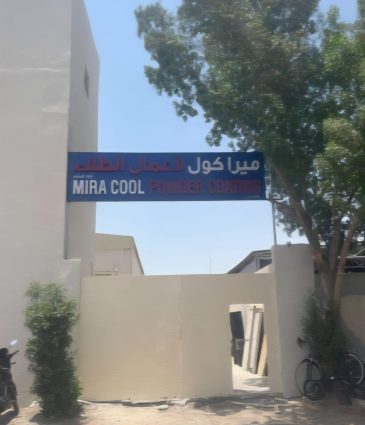 ميرا كول لأعمال الطلاء
MIRA COOL POWDER COATING